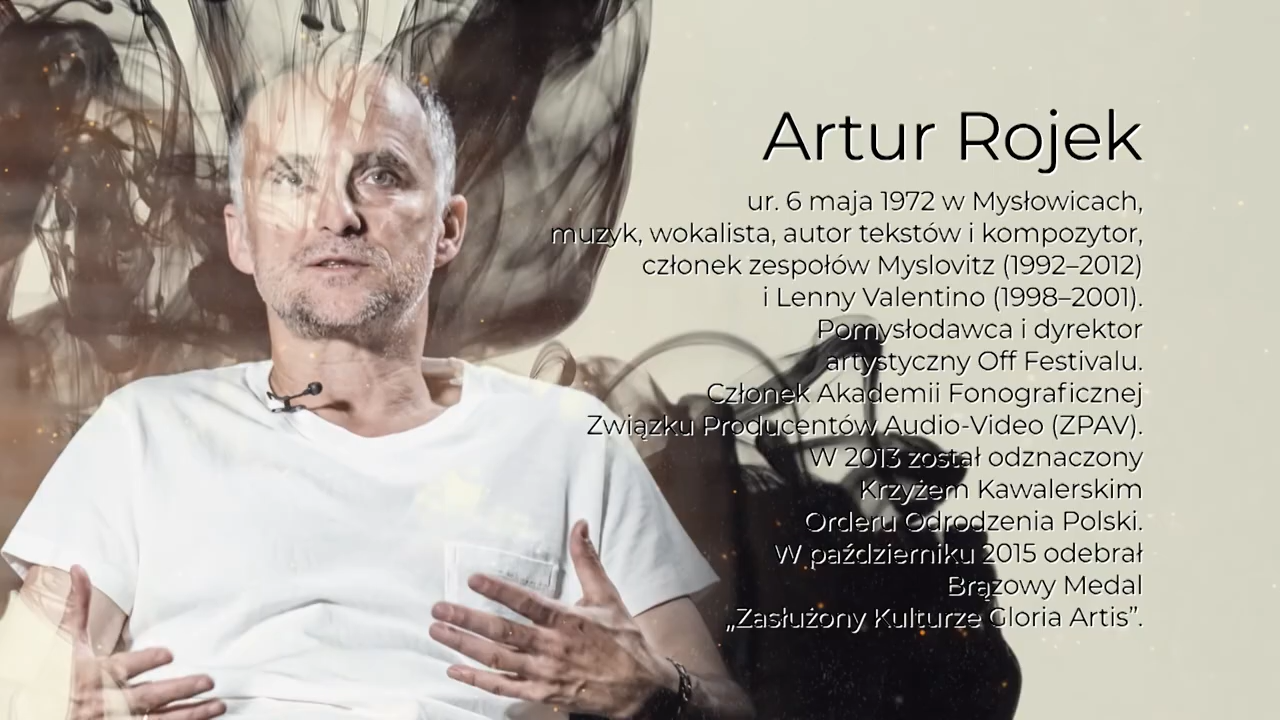 Artur Rojek
ur. 6 maja 1972 w Mysłowicach,
muzyk, wokalista, autor tekstów i kompozytor,
członek zespołów Myslovitz (1992–2012)
i Lenny Valentino (1998–2001).
Pomysłodawca i dyrektor
artystyczny Off Festivalu.
Członek Akademii Fonograficznej
Związku Producentów Audio-Video (ZPAV).
W 2013 został odznaczony
Krzyżem Kawalerskim
Orderu Odrodzenia Polski.
W październiku 2015 odebrał
Brązowy Medal
„Zasłużony Kulturze Gloria Artis”.